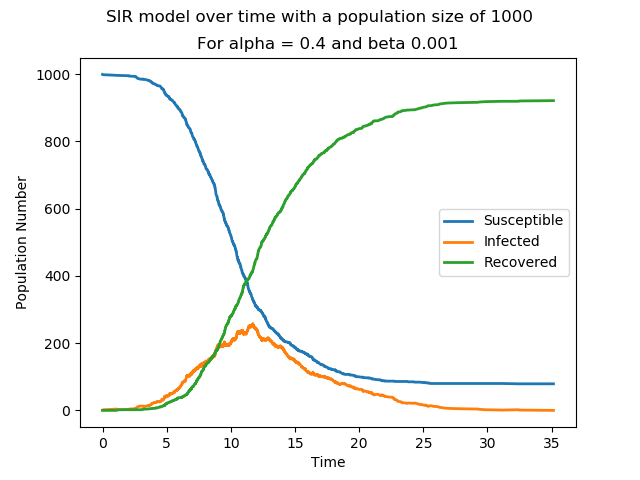 SIR model over time with a population size of 1000
For alpha = 0.4 and beta 0.001
1000
800
600
400
200
0
Population Number
Susceptible
Infected
Recovered
0 5 10 15 20 25 30 35
Time